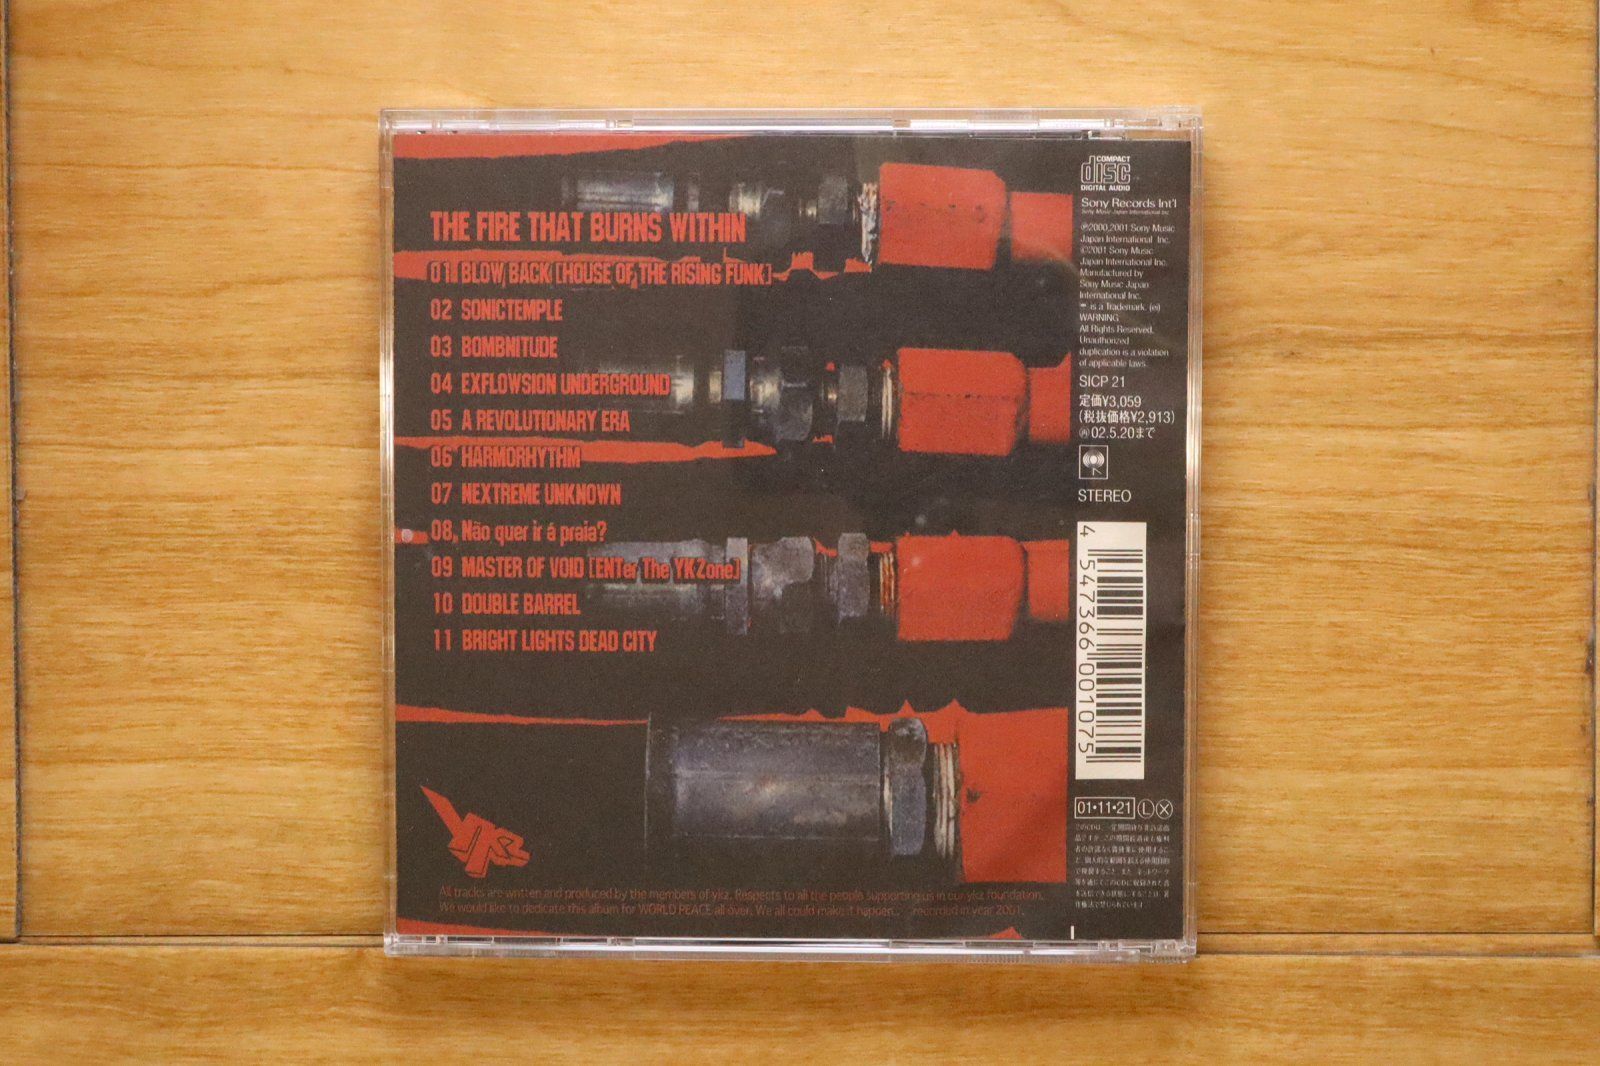 THE FIRE THAT BURNS WITHIN
01 BLOW BACK [HOUSE OF THE RISING FUNK]
02 SONICTEMPLE
03 BOMBNITUDE
04 EXFLOWSION UNDERGROUND
05 A REVOLUTIONARY ERA
06 HARMORHYTHM
07 NEXTREME UNKNOWN
08 Não quer ir á praia?
09 MASTER OF VOID [ENTer The YKZone]
10 DOUBLE BARREL
11 BRIGHT LIGHTS DEAD CITY
All tracks are written and produced by the members of ykz. Respects to all the people supporting us in our ykz foundation.
We would like to dedicate this album for WORLD PEACE all over. We all could make it happen... recorded in year 2001.
COMPACT
disc
DIGITAL AUDIO
Sony Records Int'l
Sony Music Japan International Inc.
℗2000,2001 Sony Music
Japan International Inc.
©2001 Sony Music
Japan International Inc.
Manufactured by
Sony Music Japan
International Inc.
is a Trademark. (ei)
WARNING
All Rights Reserved.
Unauthorized
duplication is a violation
of applicable laws.
SICP 21
定価¥3,059
(税抜価格¥2,913)
㋐02.5.20まで
STEREO
4 547366 001075
01•11•21 L X